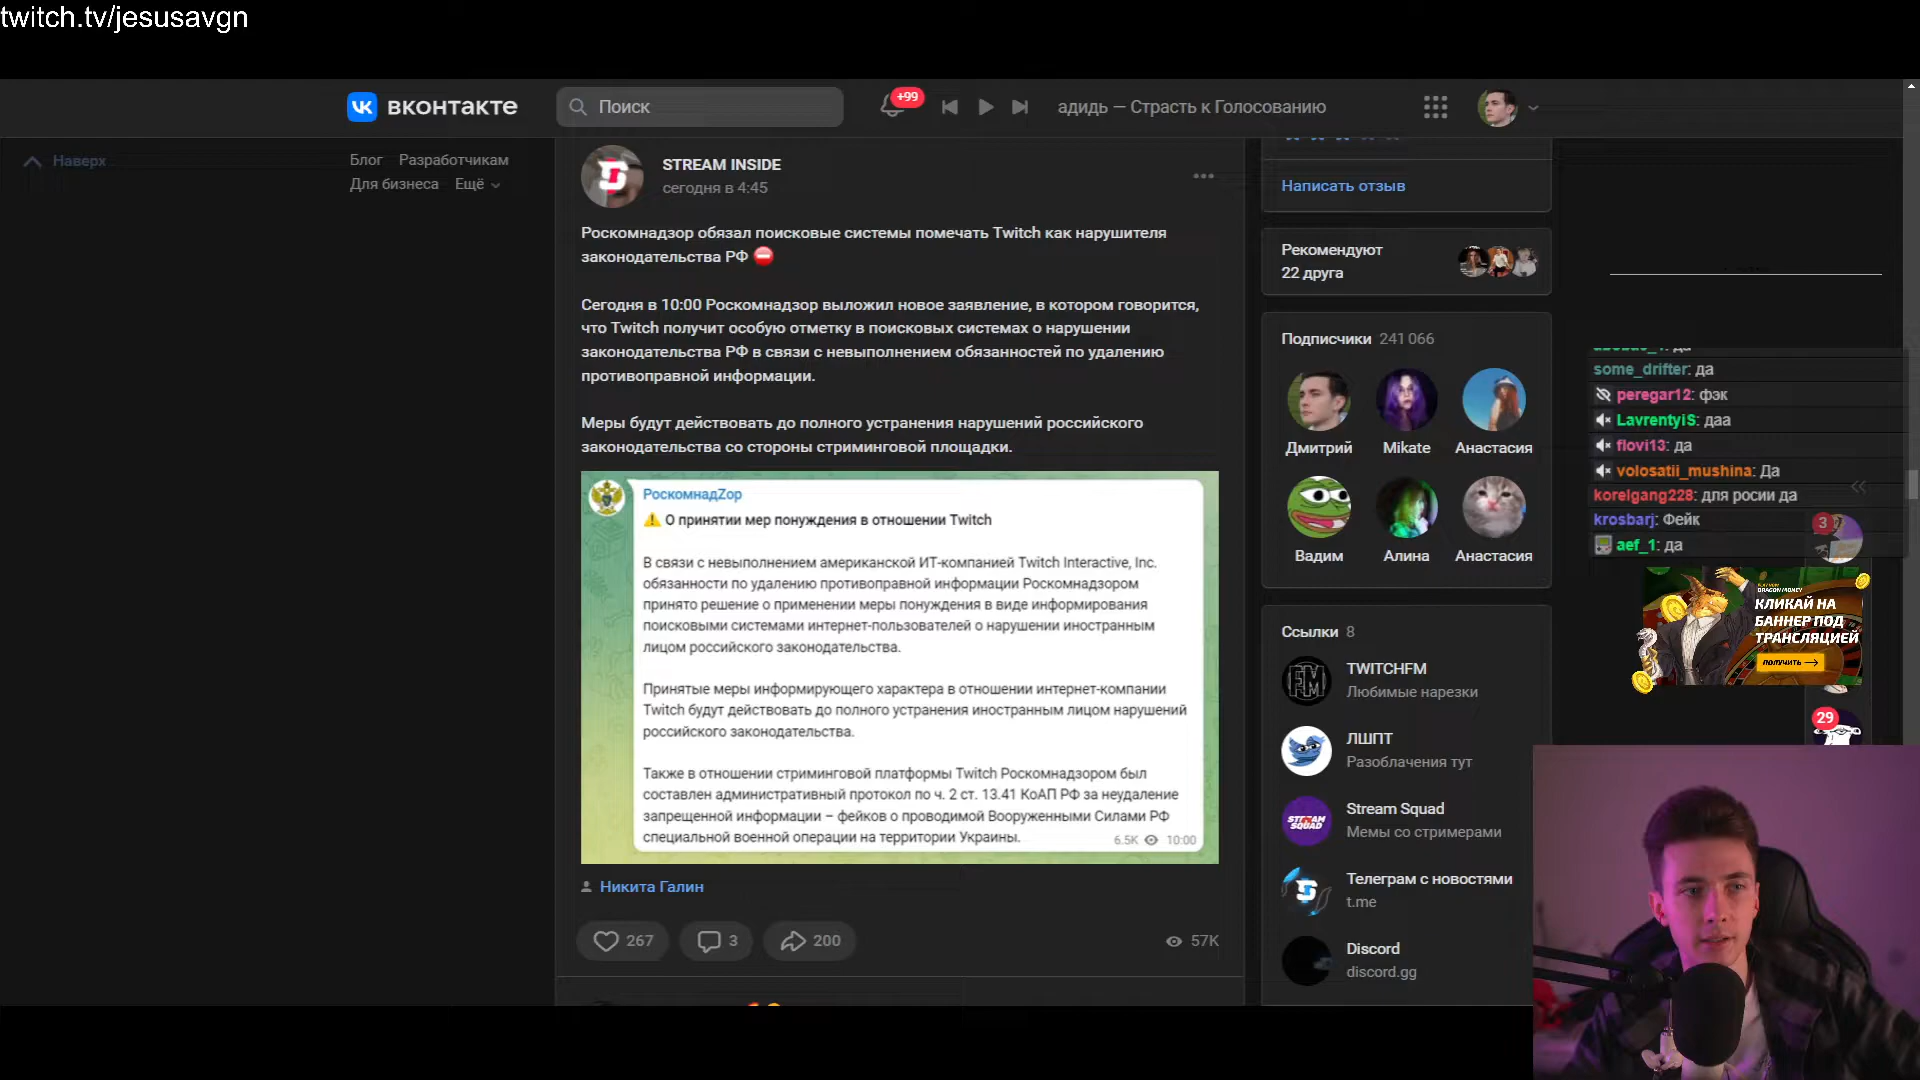 twitch.tv/jesusavgn
вконтакте
Поиск
+99
адидь — Страсть к Голосованию
Наверх
Блог Разработчикам
Для бизнеса Ещё
STREAM INSIDE
сегодня в 4:45
Роскомнадзор обязал поисковые системы помечать Twitch как нарушителя
законодательства РФ
Сегодня в 10:00 Роскомнадзор выложил новое заявление, в котором говорится,
что Twitch получит особую отметку в поисковых системах о нарушении
законодательства РФ в связи с невыполнением обязанностей по удалению
противоправной информации.
Меры будут действовать до полного устранения нарушений российского
законодательства со стороны стриминговой площадки.
РоскомнадZор
О принятии мер понуждения в отношении Twitch
В связи с невыполнением американской ИТ-компанией Twitch Interactive, Inc.
обязанности по удалению противоправной информации Роскомнадзором
принято решение о применении меры понуждения в виде информирования
поисковыми системами интернет-пользователей о нарушении иностранным
лицом российского законодательства.
Принятые меры информирующего характера в отношении интернет-компании
Twitch будут действовать до полного устранения иностранным лицом нарушений
российского законодательства.
Также в отношении стриминговой платформы Twitch Роскомнадзором был
составлен административный протокол по ч. 2 ст. 13.41 КоАП РФ за неудаление
запрещенной информации – фейков о проводимой Вооруженными Силами РФ
специальной военной операции на территории Украины.
6.5K 10:00
Никита Галин
267 3 200 57K
Написать отзыв
Рекомендуют
22 друга
Подписчики 241 066
Дмитрий Mikate Анастасия
Вадим Алина Анастасия
Ссылки 8
TWITCHFM
Любимые нарезки
ЛШПТ
Разоблачения тут
STREAM SQUAD
Stream Squad
Мемы со стримерами
Телеграм с новостями
t.me
Discord
discord.gg
some_drifter: да
peregar12: фэк
LavrentyiS: даа
flovi13: да
volosatii_mushina: Да
korelgang228: для росии да
krosbarj: Фейк
aef_1: да
3
DRAGON MONEY
КЛИКАЙ НА
БАННЕР ПОД
ТРАНСЛЯЦИЕЙ
ПОЛУЧИТЬ
29